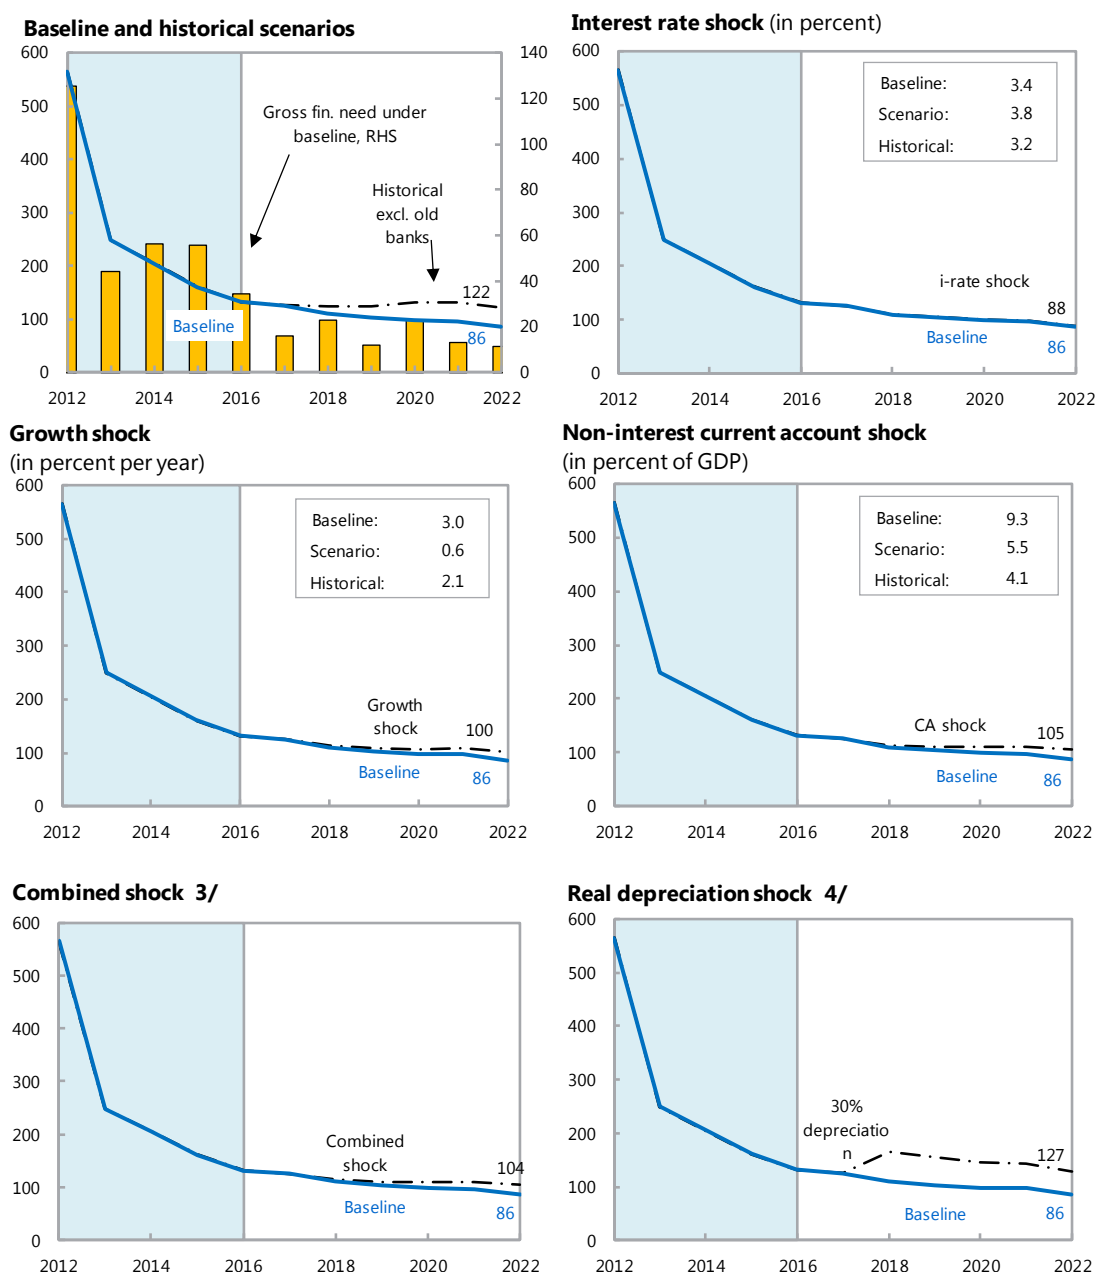 Baseline and historical scenarios
600
500
400
300
200
100
0
140
120
100
80
60
40
20
0
Gross fin. need under
baseline, RHS
Historical
excl. old
banks
122
Baseline
86
2012 2014 2016 2018 2020 2022
Interest rate shock (in percent)
600
500
400
300
200
100
0
Baseline: 3.4
Scenario: 3.8
Historical: 3.2
i-rate shock
88
Baseline
86
2012 2014 2016 2018 2020 2022
Growth shock
(in percent per year)
600
500
400
300
200
100
0
Baseline: 3.0
Scenario: 0.6
Historical: 2.1
Growth
shock
100
Baseline
86
2012 2014 2016 2018 2020 2022
Non-interest current account shock
(in percent of GDP)
600
500
400
300
200
100
0
Baseline: 9.3
Scenario: 5.5
Historical: 4.1
CA shock
105
Baseline
86
2012 2014 2016 2018 2020 2022
Combined shock 3/
600
500
400
300
200
100
0
Combined
shock
104
Baseline
86
2012 2014 2016 2018 2020 2022
Real depreciation shock 4/
600
500
400
300
200
100
0
30%
depreciatio
n
127
Baseline
86
2012 2014 2016 2018 2020 2022